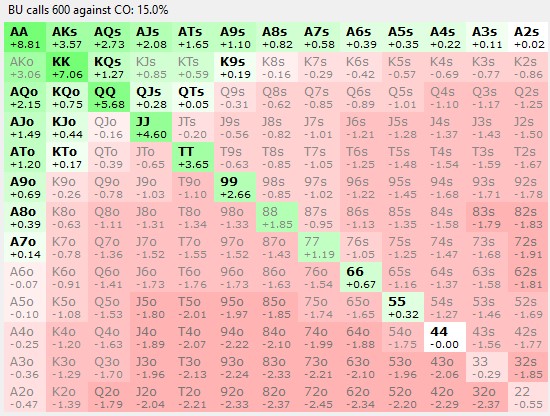 BU calls 600 against CO: 15.0%
AA AKs AQs AJs ATs A9s A8s A7s A6s A5s A4s A3s A2s
+8.81 +3.57 +2.73 +2.08 +1.65 +1.10 +0.82 +0.58 +0.39 +0.35 +0.22 +0.11 +0.02
AKo KK KQs KJs KTs K9s K8s K7s K6s K5s K4s K3s K2s
+3.06 +7.06 +1.27 +0.85 +0.59 +0.19 -0.16 -0.29 -0.42 -0.57 -0.69 -0.77 -0.86
AQo KQo QQ QJs QTs Q9s Q8s Q7s Q6s Q5s Q4s Q3s Q2s
+2.15 +0.75 +5.68 +0.28 +0.05 -0.31 -0.62 -0.85 -0.89 -1.01 -1.10 -1.17 -1.25
AJo KJo QJo JJ JTs J9s J8s J7s J6s J5s J4s J3s J2s
+1.49 +0.44 -0.16 +4.60 -0.20 -0.56 -0.82 -1.01 -1.21 -1.28 -1.37 -1.43 -1.50
ATo KTo QTo JTo TT T9s T8s T7s T6s T5s T4s T3s T2s
+1.20 +0.17 -0.39 -0.65 +3.65 -0.63 -0.85 -1.05 -1.25 -1.48 -1.54 -1.59 -1.67
A9o K9o Q9o J9o T9o 99 98s 97s 96s 95s 94s 93s 92s
+0.69 -0.26 -0.78 -1.03 -1.10 +2.66 -0.85 -1.02 -1.22 -1.45 -1.68 -1.71 -1.78
A8o K8o Q8o J8o T8o 98o 88 87s 86s 85s 84s 83s 82s
+0.39 -0.63 -1.11 -1.31 -1.34 -1.33 +1.85 -0.95 -1.13 -1.35 -1.58 -1.79 -1.83
A7o K7o Q7o J7o T7o 97o 87o 77 76s 75s 74s 73s 72s
+0.14 -0.78 -1.36 -1.52 -1.55 -1.52 -1.43 +1.19 -1.05 -1.25 -1.47 -1.68 -1.91
A6o K6o Q6o J6o T6o 96o 86o 76o 66 65s 64s 63s 62s
-0.07 -0.91 -1.41 -1.73 -1.76 -1.73 -1.63 -1.54 +0.67 -1.16 -1.37 -1.58 -1.81
A5o K5o Q5o J5o T5o 95o 85o 75o 65o 55 54s 53s 52s
-0.10 -1.08 -1.53 -1.80 -2.01 -1.97 -1.85 -1.74 -1.65 +0.32 -1.27 -1.46 -1.69
A4o K4o Q4o J4o T4o 94o 84o 74o 64o 54o 44 43s 42s
-0.25 -1.20 -1.63 -1.89 -2.07 -2.22 -2.10 -1.99 -1.88 -1.75 -0.00 -1.56 -1.77
A3o K3o Q3o J3o T3o 93o 83o 73o 63o 53o 43o 33 32s
-0.36 -1.29 -1.70 -1.96 -2.13 -2.24 -2.33 -2.21 -2.10 -1.96 -2.06 -0.29 -1.85
A2o K2o Q2o J2o T2o 92o 82o 72o 62o 52o 42o 32o 22
-0.47 -1.39 -1.79 -2.04 -2.21 -2.33 -2.37 -2.45 -2.34 -2.20 -2.29 -2.37 -0.55